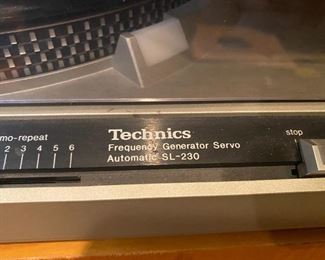 mo-repeat
2 3 4 5 6
Technics
Frequency Generator Servo
Automatic SL-230
stop